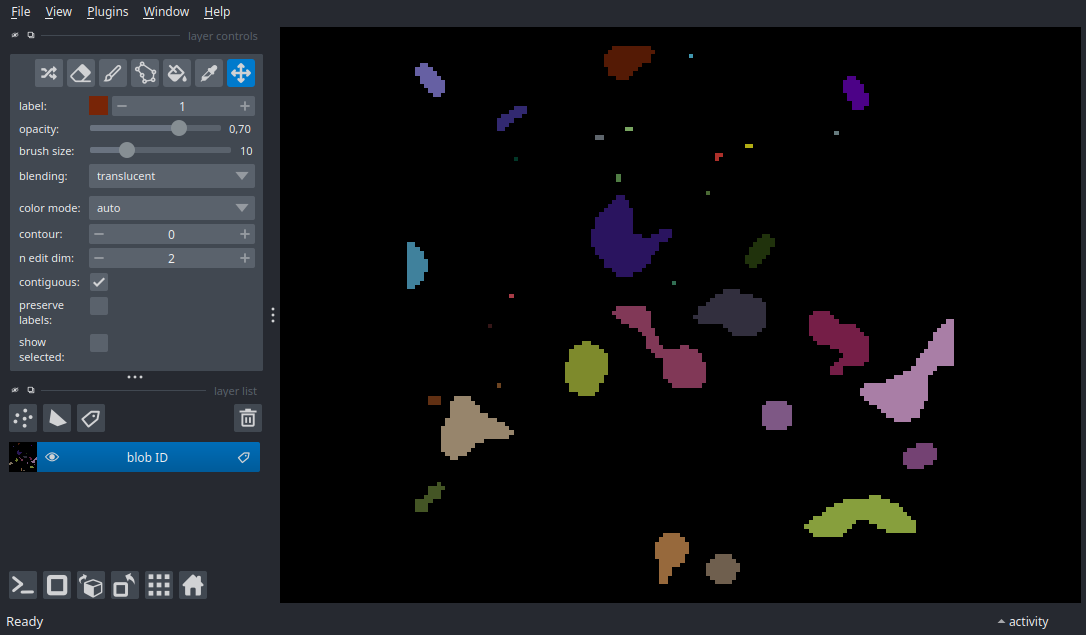 File View Plugins Window Help
layer controls
label: 1
opacity: 0,70
brush size: 10
blending: translucent
color mode: auto
contour: 0
n edit dim: 2
contiguous:
preserve
labels:
show
selected:
layer list
blob ID
Ready
activity